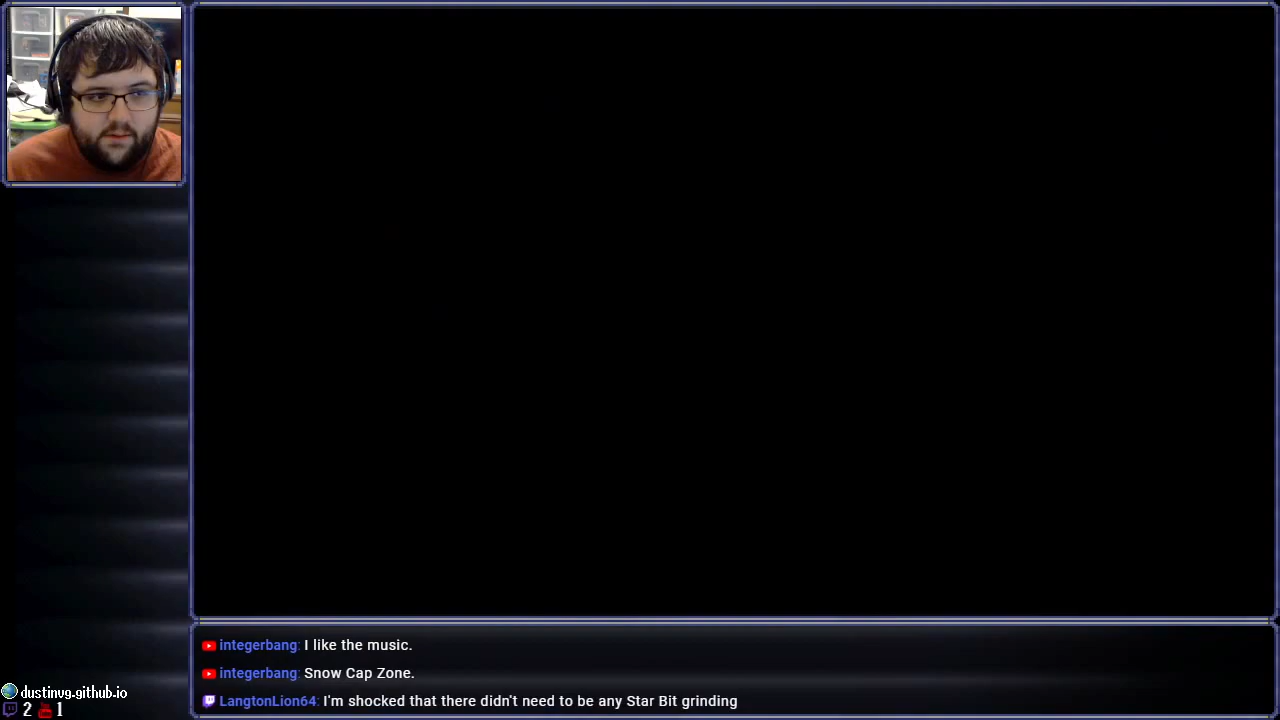 integerbang: I like the music.
integerbang: Snow Cap Zone.
LangtonLion64: I'm shocked that there didn't need to be any Star Bit grinding
dustinvg.github.io
2 1